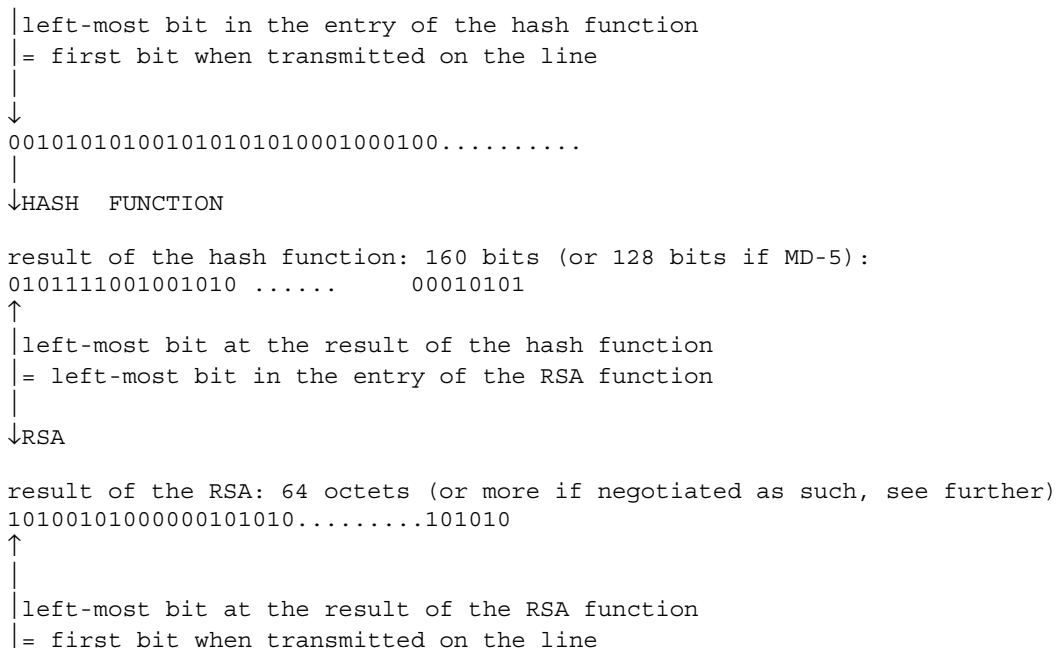 |left-most bit in the entry of the hash function
|= first bit when transmitted on the line
|
↓
00101010100101010101010001000100..........
|
↓HASH  FUNCTION
result of the hash function: 160 bits (or 128 bits if MD-5):
0101111001001010 ......     00010101
↑
|left-most bit at the result of the hash function
|= left-most bit in the entry of the RSA function
|
↓RSA
result of the RSA: 64 octets (or more if negotiated as such, see further)
10100101000000101010.........101010
↑
|
|left-most bit at the result of the RSA function
|= first bit when transmitted on the line